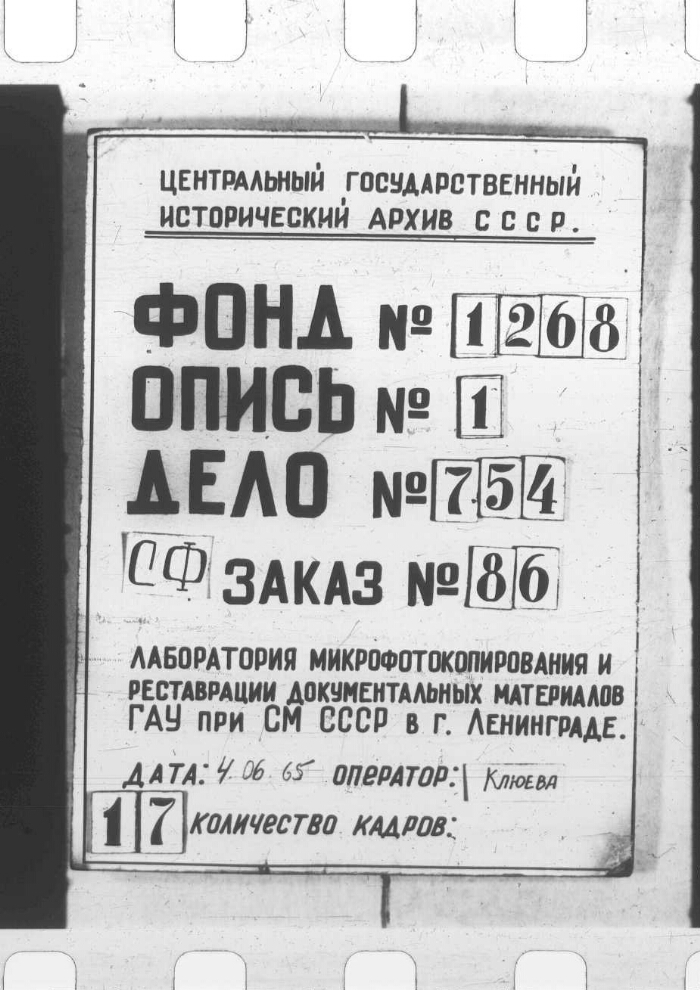 ЦЕНТРАЛЬНЫЙ ГОСУДАРСТВЕННЫЙ
ИСТОРИЧЕСКИЙ АРХИВ СССР.
ФОНД № 1268
ОПИСЬ № 1
ДЕЛО № 754
СФ ЗАКАЗ № 86
ЛАБОРАТОРИЯ МИКРОФОТОКОПИРОВАНИЯ И
РЕСТАВРАЦИИ ДОКУМЕНТАЛЬНЫХ МАТЕРИАЛОВ
ГАУ ПРИ СМ СССР В Г. ЛЕНИНГРАДЕ.
ДАТА: 4.06.65 ОПЕРАТОР: КЛЮЕВА
17 КОЛИЧЕСТВО КАДРОВ: